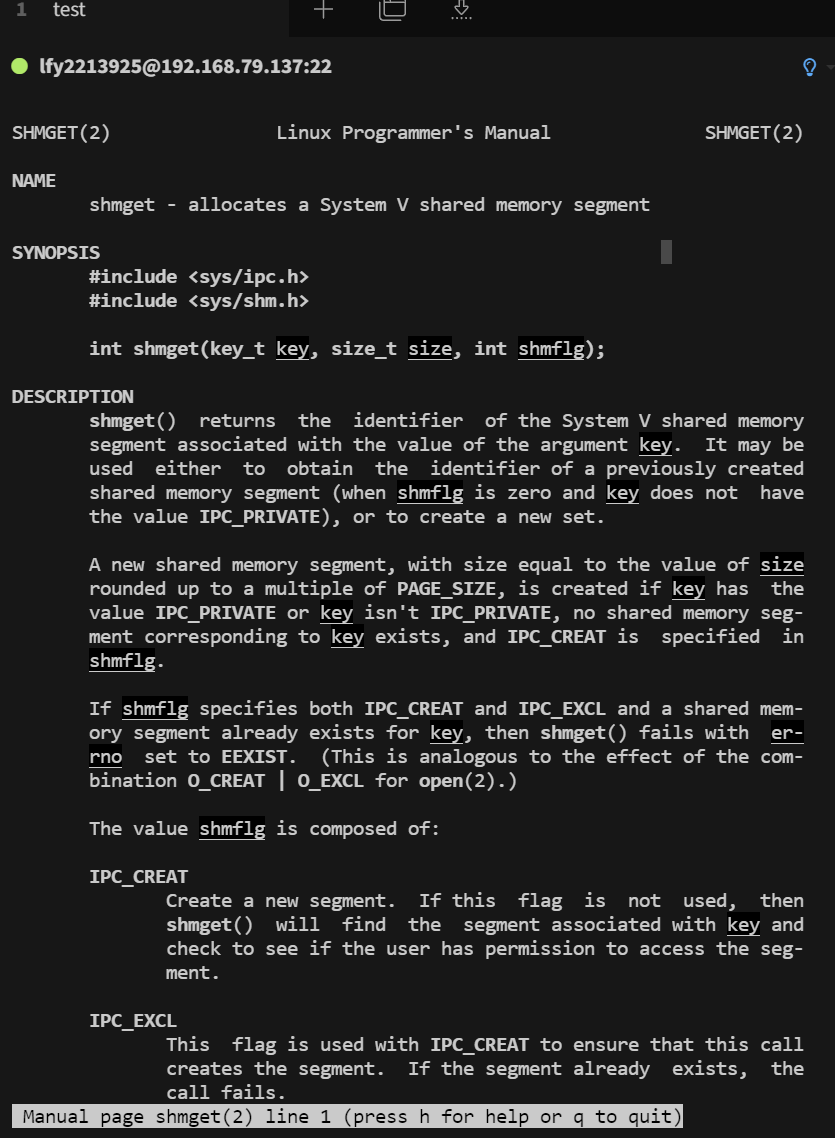 1 test
lfy2213925@192.168.79.137:22
SHMGET(2) Linux Programmer's Manual SHMGET(2)
NAME
shmget - allocates a System V shared memory segment
SYNOPSIS
#include <sys/ipc.h>
#include <sys/shm.h>
int shmget(key_t key, size_t size, int shmflg);
DESCRIPTION
shmget() returns the identifier of the System V shared memory
segment associated with the value of the argument key. It may be
used either to obtain the identifier of a previously created
shared memory segment (when shmflg is zero and key does not have
the value IPC_PRIVATE), or to create a new set.
A new shared memory segment, with size equal to the value of size
rounded up to a multiple of PAGE_SIZE, is created if key has the
value IPC_PRIVATE or key isn't IPC_PRIVATE, no shared memory seg-
ment corresponding to key exists, and IPC_CREAT is specified in
shmflg.
If shmflg specifies both IPC_CREAT and IPC_EXCL and a shared mem-
ory segment already exists for key, then shmget() fails with er-
rno set to EEXIST. (This is analogous to the effect of the com-
bination O_CREAT | O_EXCL for open(2).)
The value shmflg is composed of:
IPC_CREAT
Create a new segment. If this flag is not used, then
shmget() will find the segment associated with key and
check to see if the user has permission to access the seg-
ment.
IPC_EXCL
This flag is used with IPC_CREAT to ensure that this call
creates the segment. If the segment already exists, the
call fails.
Manual page shmget(2) line 1 (press h for help or q to quit)